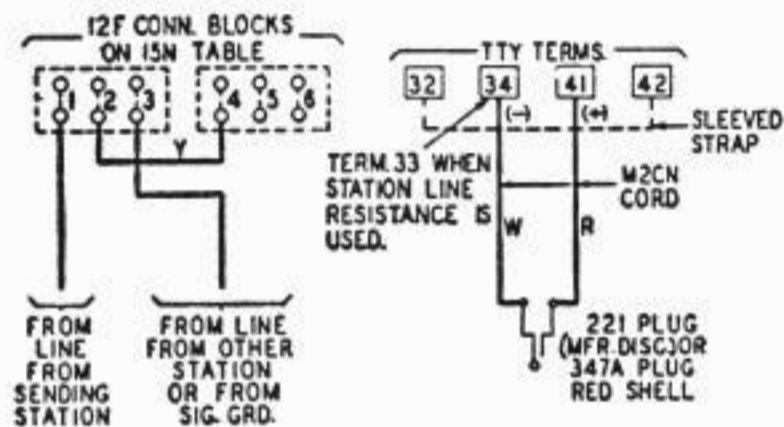 12F CONN. BLOCKS
ON 15N TABLE
1 2 3 4 5 6
Y
FROM
LINE
FROM
SENDING
STATION
FROM LINE
FROM OTHER
STATION
OR FROM
SIG. GRD.
TTY TERMS.
32 34 41 42
(-) (+)
SLEEVED
STRAP
TERM. 33 WHEN
STATION LINE
RESISTANCE IS
USED.
M2CN
CORD
W R
221 PLUG
(MFR.DISC.)OR
347A PLUG
RED SHELL